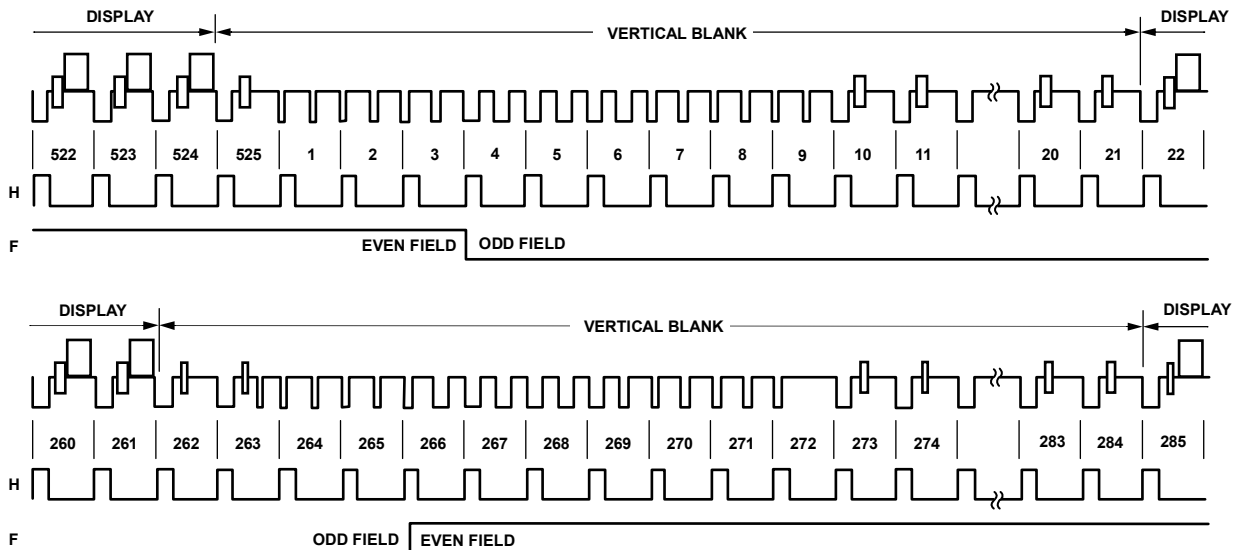 DISPLAY VERTICAL BLANK DISPLAY
522 523 524 525 1 2 3 4 5 6 7 8 9 10 11 20 21 22
H
F EVEN FIELD ODD FIELD
DISPLAY VERTICAL BLANK DISPLAY
260 261 262 263 264 265 266 267 268 269 270 271 272 273 274 283 284 285
H
F ODD FIELD EVEN FIELD